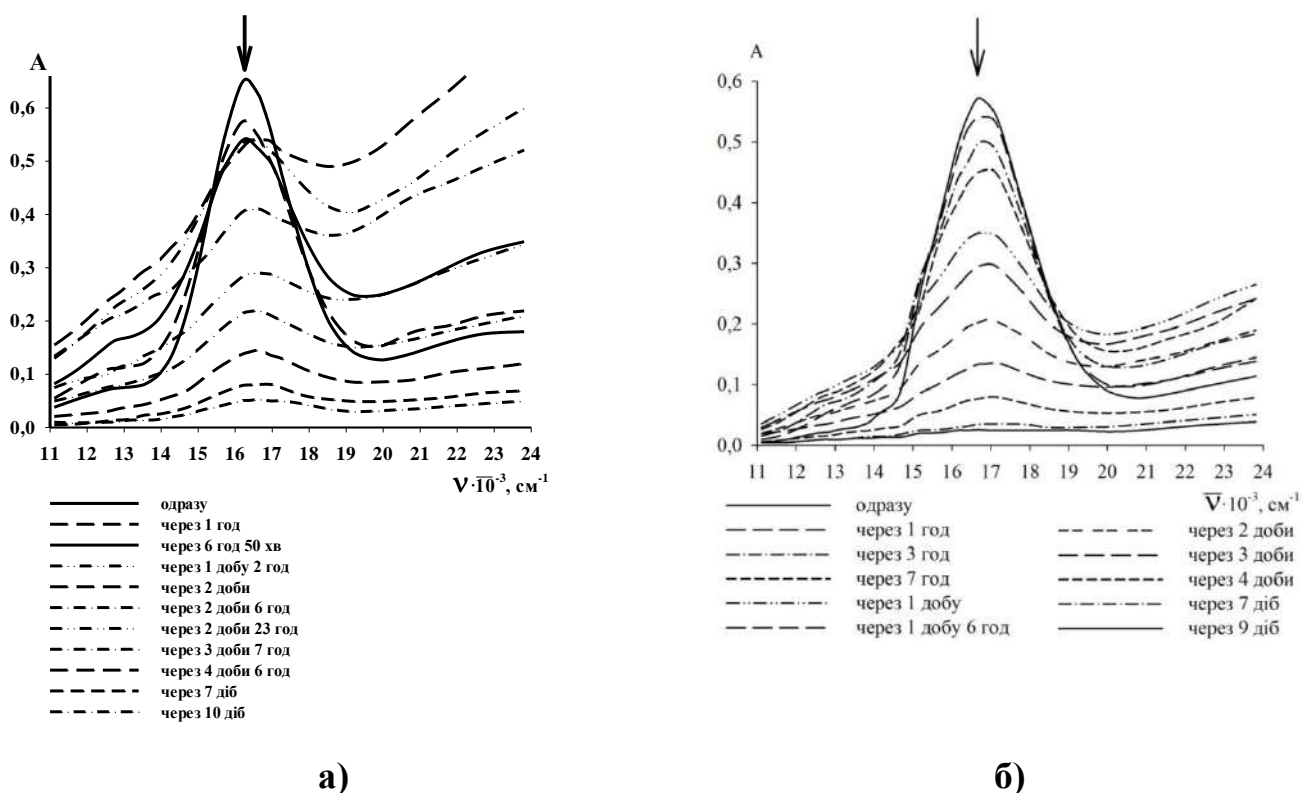 A
0,6
0,5
0,4
0,3
0,2
0,1
0,0
11 12 13 14 15 16 17 18 19 20 21 22 23 24
ν·10⁻³, см⁻¹
одразу
через 1 год
через 6 год 50 хв
через 1 добу 2 год
через 2 доби
через 2 доби 6 год
через 2 доби 23 год
через 3 доби 7 год
через 4 доби 6 год
через 7 діб
через 10 діб
а)
А
0,6
0,5
0,4
0,3
0,2
0,1
0,0
11 12 13 14 15 16 17 18 19 20 21 22 23 24
ν̅·10⁻³, см⁻¹
одразу
через 1 год
через 3 год
через 7 год
через 1 добу
через 1 добу 6 год
через 2 доби
через 3 доби
через 4 доби
через 7 діб
через 9 діб
б)